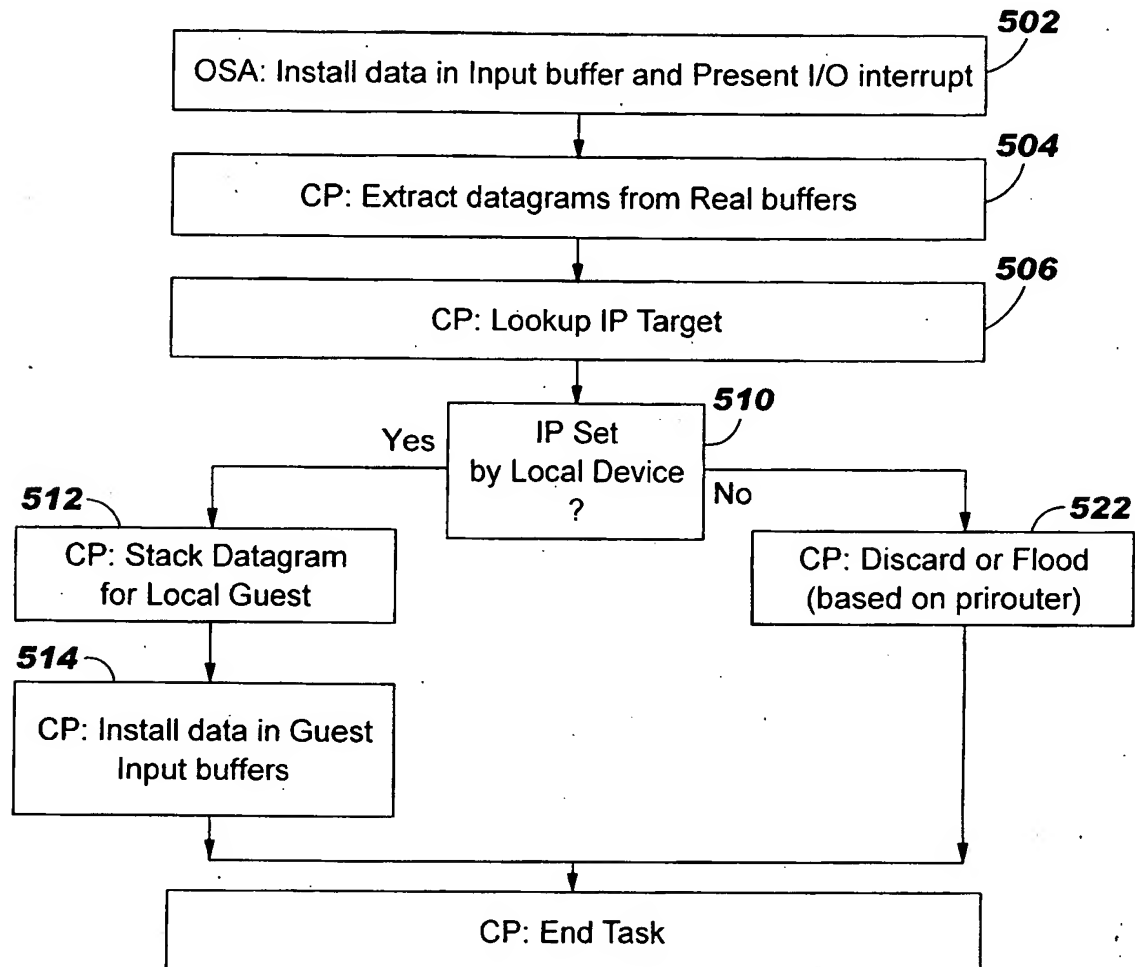 502
OSA: Install data in Input buffer and Present I/O interrupt
504
CP: Extract datagrams from Real buffers
506
CP: Lookup IP Target
510
IP Set
by Local Device
?
Yes
No
512
CP: Stack Datagram
for Local Guest
522
CP: Discard or Flood
(based on prirouter)
514
CP: Install data in Guest
Input buffers
CP: End Task